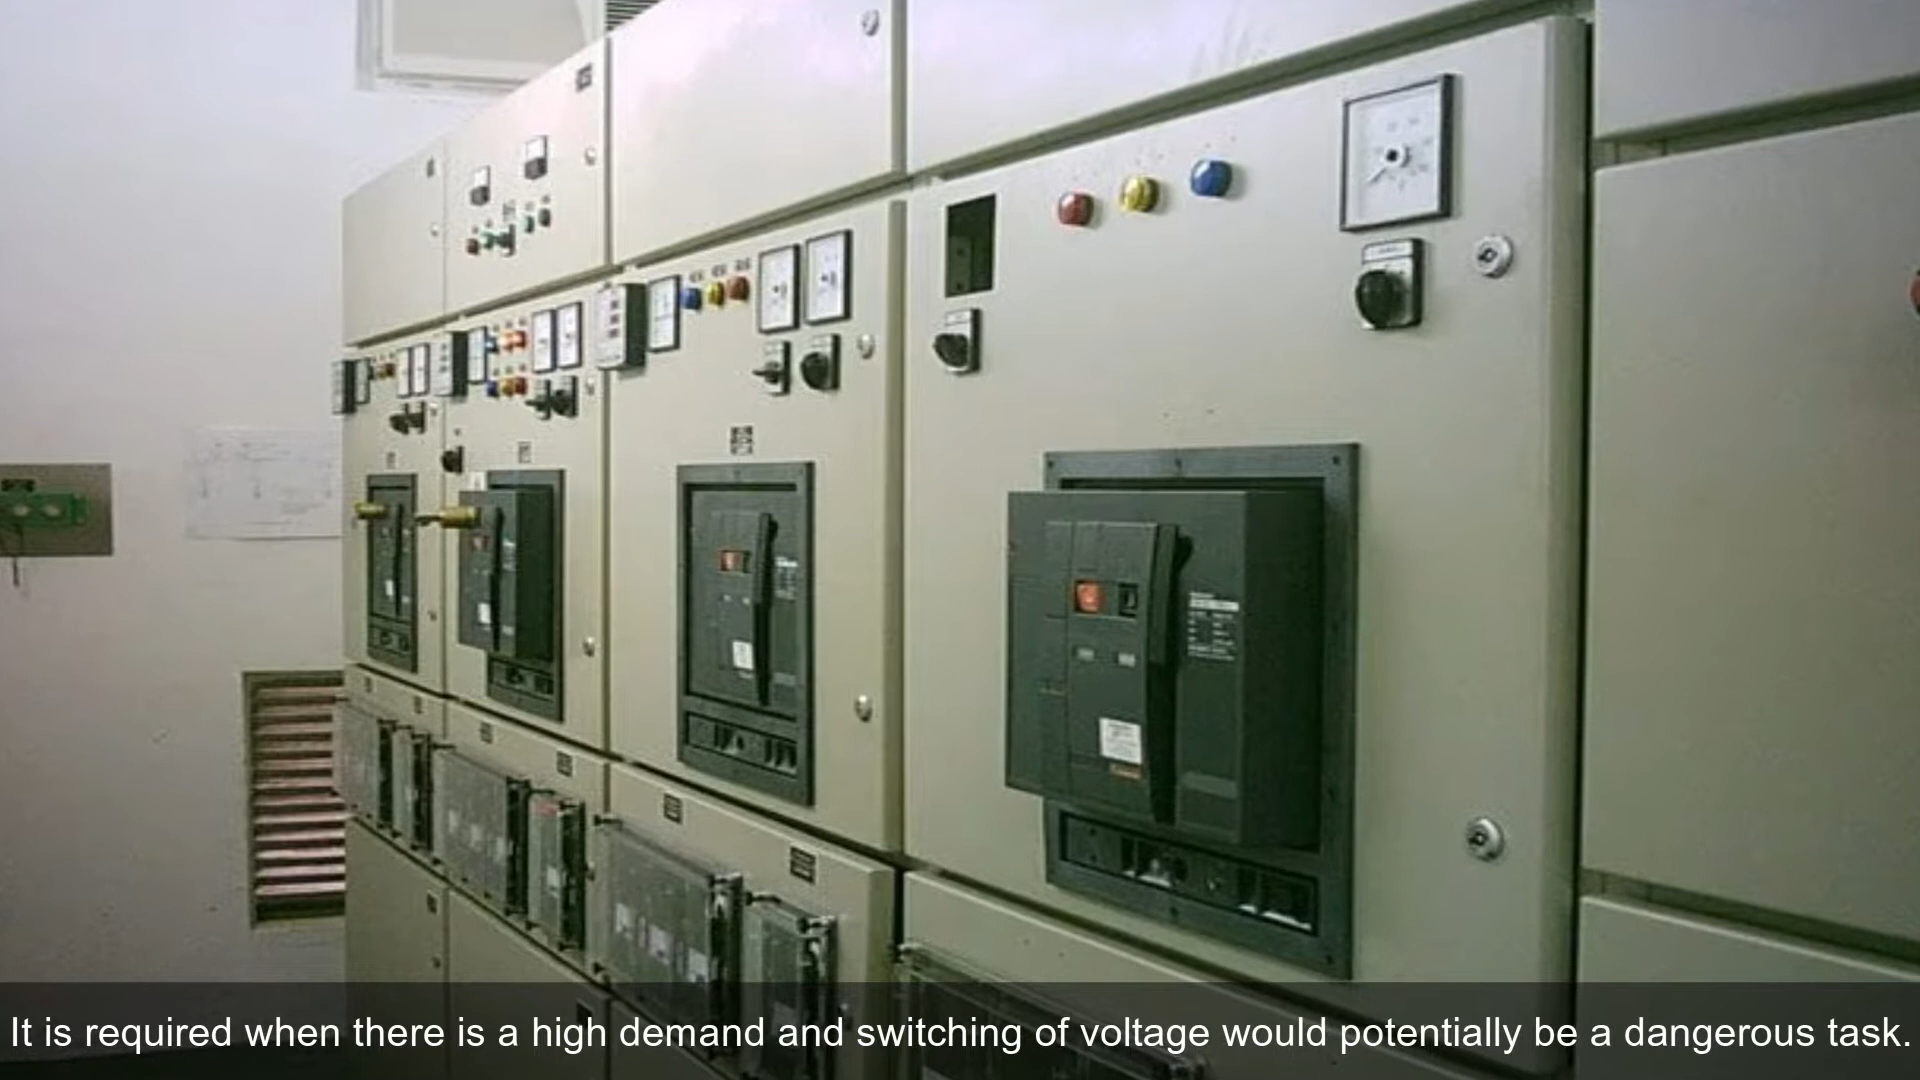 It is required when there is a high demand and switching of voltage would potentially be a dangerous task.